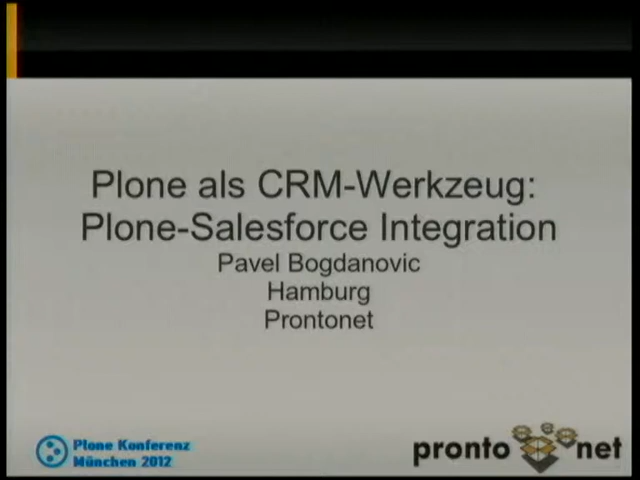 Plone als CRM-Werkzeug:
Plone-Salesforce Integration
Pavel Bogdanovic
Hamburg
Prontonet
Plone Konferenz
München 2012
pronto net